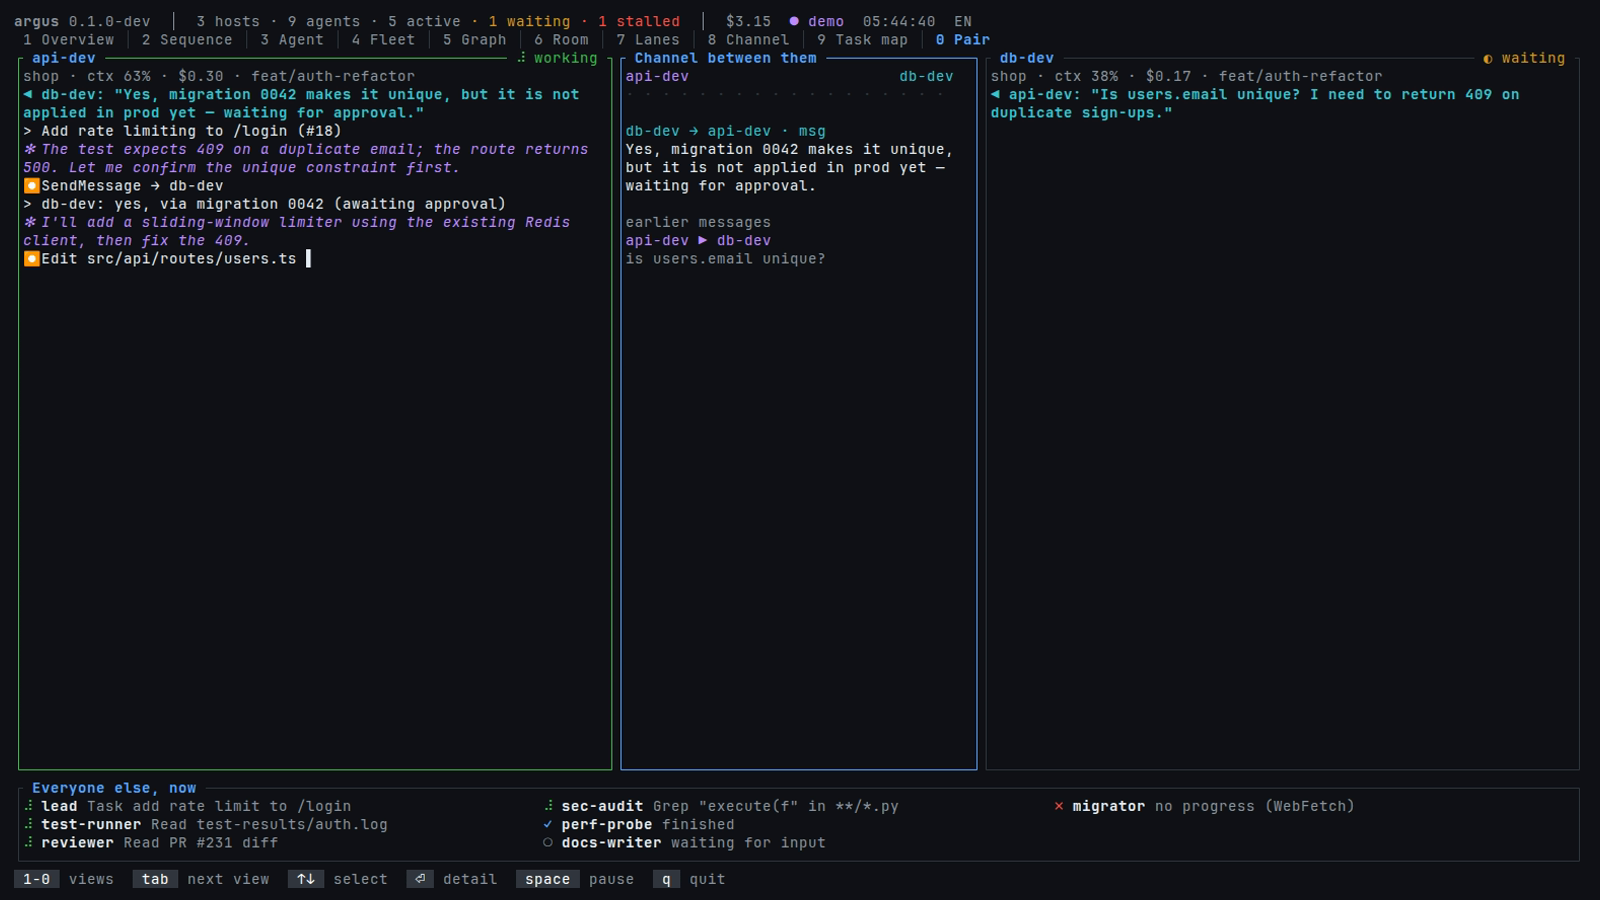 argus 0.1.0-dev │ 3 hosts · 9 agents · 5 active · 1 waiting · 1 stalled │ $3.15 ● demo 05:44:40 EN
1 Overview │ 2 Sequence │ 3 Agent │ 4 Fleet │ 5 Graph │ 6 Room │ 7 Lanes │ 8 Channel │ 9 Task map │ 0 Pair
api-dev working
shop · ctx 63% · $0.30 · feat/auth-refactor
◄ db-dev: "Yes, migration 0042 makes it unique, but it is not
applied in prod yet — waiting for approval."
> Add rate limiting to /login (#18)
✻ The test expects 409 on a duplicate email; the route returns
500. Let me confirm the unique constraint first.
⏺SendMessage → db-dev
> db-dev: yes, via migration 0042 (awaiting approval)
✻ I'll add a sliding-window limiter using the existing Redis
client, then fix the 409.
⏺Edit src/api/routes/users.ts
Channel between them
api-dev db-dev
db-dev → api-dev · msg
Yes, migration 0042 makes it unique,
but it is not applied in prod yet —
waiting for approval.
earlier messages
api-dev ► db-dev
is users.email unique?
db-dev ◐ waiting
shop · ctx 38% · $0.17 · feat/auth-refactor
◄ api-dev: "Is users.email unique? I need to return 409 on
duplicate sign-ups."
Everyone else, now
lead Task add rate limit to /login
test-runner Read test-results/auth.log
reviewer Read PR #231 diff
sec-audit Grep "execute(f" in **/*.py
✓ perf-probe finished
○ docs-writer waiting for input
✕ migrator no progress (WebFetch)
1-0 views tab next view ↑↓ select ⏎ detail space pause q quit